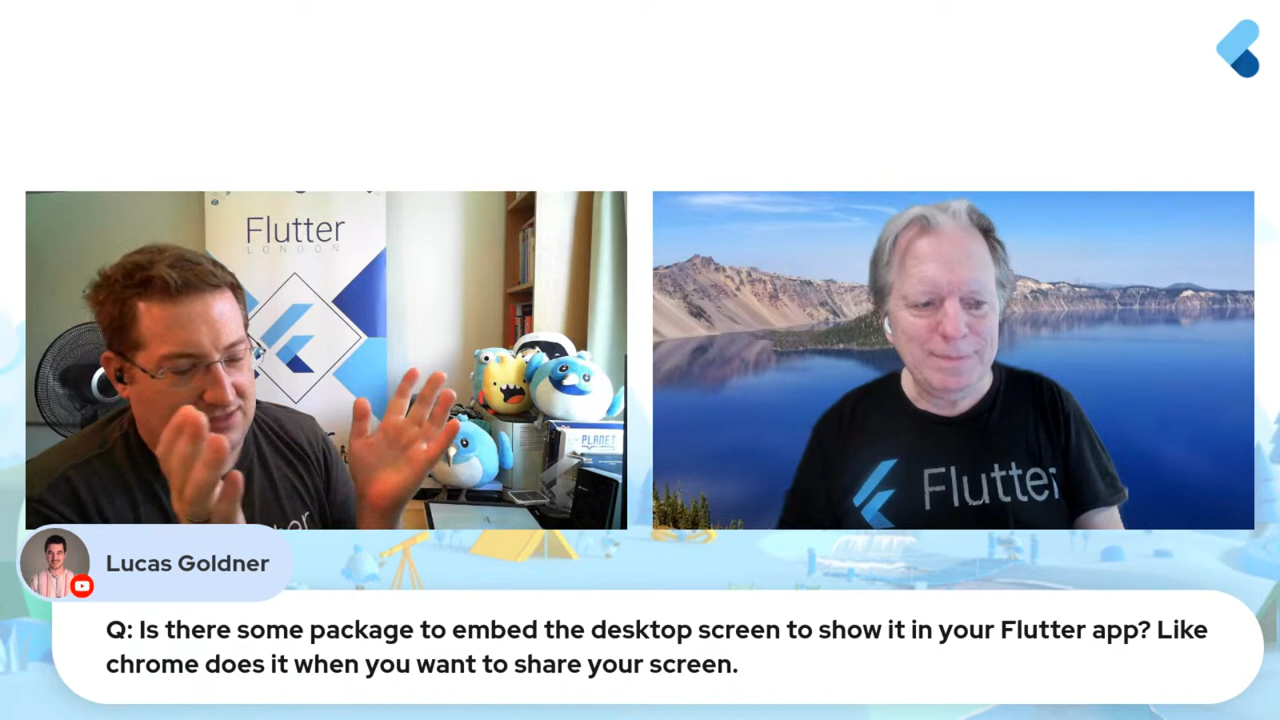 Flutter
LONDON
PLANET
Flutter
Lucas Goldner
Q: Is there some package to embed the desktop screen to show it in your Flutter app? Like
chrome does it when you want to share your screen.